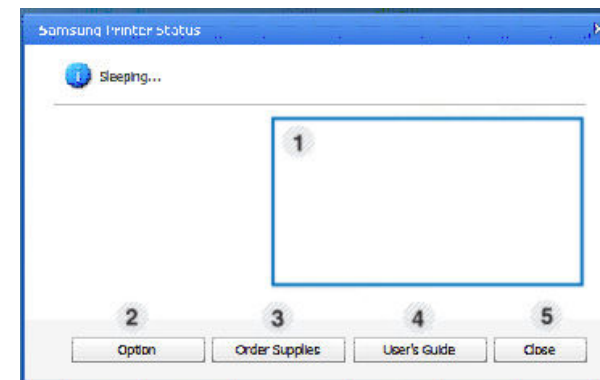 Samsung Printer Status
Sleeping...
1
2 3 4 5
Option Order Supplies User's Guide Close